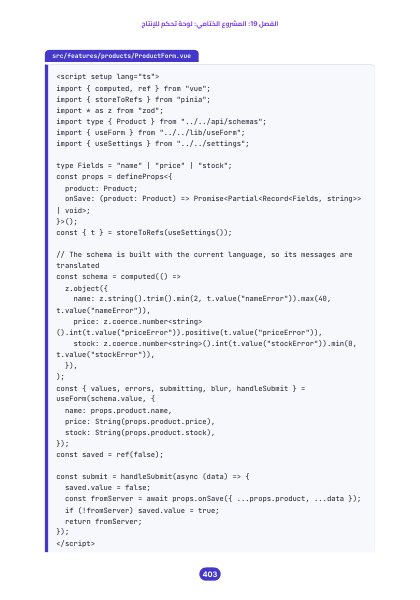 الفصل 19: المشروع الختامي: لوحة تحكم للإنتاج
src/features/products/ProductForm.vue
<script setup lang="ts">
import { computed, ref } from "vue";
import { storeToRefs } from "pinia";
import * as z from "zod";
import type { Product } from "../../api/schemas";
import { useForm } from "../../lib/useForm";
import { useSettings } from "../../settings";

type Fields = "name" | "price" | "stock";
const props = defineProps<{
  product: Product;
  onSave: (product: Product) => Promise<Partial<Record<Fields, string>>
| void>;
}>();
const { t } = storeToRefs(useSettings());

// The schema is built with the current language, so its messages are
translated
const schema = computed(() =>
  z.object({
    name: z.string().trim().min(2, t.value("nameError")).max(40,
t.value("nameError")),
    price: z.coerce.number<string>
().int(t.value("priceError")).positive(t.value("priceError")),
    stock: z.coerce.number<string>().int(t.value("stockError")).min(0,
t.value("stockError")),
  }),
);
const { values, errors, submitting, blur, handleSubmit } =
useForm(schema.value, {
  name: props.product.name,
  price: String(props.product.price),
  stock: String(props.product.stock),
});
const saved = ref(false);

const submit = handleSubmit(async (data) => {
  saved.value = false;
  const fromServer = await props.onSave({ ...props.product, ...data });
  if (!fromServer) saved.value = true;
  return fromServer;
});
</script>
403